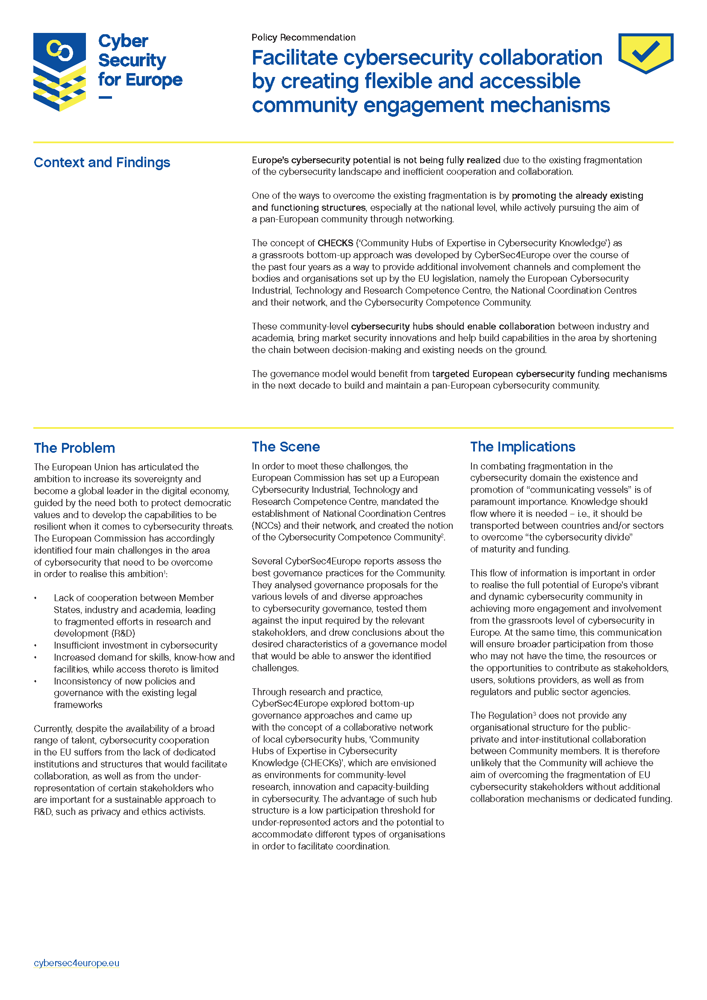 Cyber
Security
for Europe
Policy Recommendation
Facilitate cybersecurity collaboration
by creating flexible and accessible
community engagement mechanisms
Context and Findings
Europe's cybersecurity potential is not being fully realized due to the existing fragmentation
of the cybersecurity landscape and inefficient cooperation and collaboration.
One of the ways to overcome the existing fragmentation is by promoting the already existing
and functioning structures, especially at the national level, while actively pursuing the aim of
a pan-European community through networking.
The concept of CHECKS ('Community Hubs of Expertise in Cybersecurity Knowledge') as
a grassroots bottom-up approach was developed by CyberSec4Europe over the course of
the past four years as a way to provide additional involvement channels and complement the
bodies and organisations set up by the EU legislation, namely the European Cybersecurity
Industrial, Technology and Research Competence Centre, the National Coordination Centres
and their network, and the Cybersecurity Competence Community.
These community-level cybersecurity hubs should enable collaboration between industry and
academia, bring market security innovations and help build capabilities in the area by shortening
the chain between decision-making and existing needs on the ground.
The governance model would benefit from targeted European cybersecurity funding mechanisms
in the next decade to build and maintain a pan-European cybersecurity community.
The Problem
The European Union has articulated the
ambition to increase its sovereignty and
become a global leader in the digital economy,
guided by the need both to protect democratic
values and to develop the capabilities to be
resilient when it comes to cybersecurity threats.
The European Commission has accordingly
identified four main challenges in the area
of cybersecurity that need to be overcome
in order to realise this ambition¹:
• Lack of cooperation between Member
States, industry and academia, leading
to fragmented efforts in research and
development (R&D)
• Insufficient investment in cybersecurity
• Increased demand for skills, know-how and
facilities, while access thereto is limited
• Inconsistency of new policies and
governance with the existing legal
frameworks
Currently, despite the availability of a broad
range of talent, cybersecurity cooperation
in the EU suffers from the lack of dedicated
institutions and structures that would facilitate
collaboration, as well as from the under-
representation of certain stakeholders who
are important for a sustainable approach to
R&D, such as privacy and ethics activists.
The Scene
In order to meet these challenges, the
European Commission has set up a European
Cybersecurity Industrial, Technology and
Research Competence Centre, mandated the
establishment of National Coordination Centres
(NCCs) and their network, and created the notion
of the Cybersecurity Competence Community².
Several CyberSec4Europe reports assess the
best governance practices for the Community.
They analysed governance proposals for the
various levels of and diverse approaches
to cybersecurity governance, tested them
against the input required by the relevant
stakeholders, and drew conclusions about the
desired characteristics of a governance model
that would be able to answer the identified
challenges.
Through research and practice,
CyberSec4Europe explored bottom-up
governance approaches and came up
with the concept of a collaborative network
of local cybersecurity hubs, 'Community
Hubs of Expertise in Cybersecurity
Knowledge (CHECKs)', which are envisioned
as environments for community-level
research, innovation and capacity-building
in cybersecurity. The advantage of such hub
structure is a low participation threshold for
under-represented actors and the potential to
accommodate different types of organisations
in order to facilitate coordination.
The Implications
In combating fragmentation in the
cybersecurity domain the existence and
promotion of “communicating vessels” is of
paramount importance. Knowledge should
flow where it is needed – i.e., it should be
transported between countries and/or sectors
to overcome “the cybersecurity divide”
of maturity and funding.
This flow of information is important in order
to realise the full potential of Europe's vibrant
and dynamic cybersecurity community in
achieving more engagement and involvement
from the grassroots level of cybersecurity in
Europe. At the same time, this communication
will ensure broader participation from those
who may not have the time, the resources or
the opportunities to contribute as stakeholders,
users, solutions providers, as well as from
regulators and public sector agencies.
The Regulation³ does not provide any
organisational structure for the public-
private and inter-institutional collaboration
between Community members. It is therefore
unlikely that the Community will achieve the
aim of overcoming the fragmentation of EU
cybersecurity stakeholders without additional
collaboration mechanisms or dedicated funding.
cybersec4europe.eu